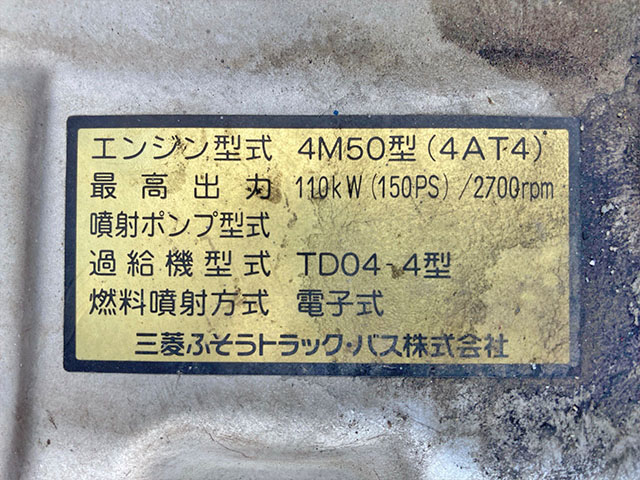 エンジン型式 4M50型(4AT4)
最高出力 110kW(150PS)/2700rpm
噴射ポンプ型式
過給機型式 TD04-4型
燃料噴射方式 電子式
三菱ふそうトラック・バス株式会社